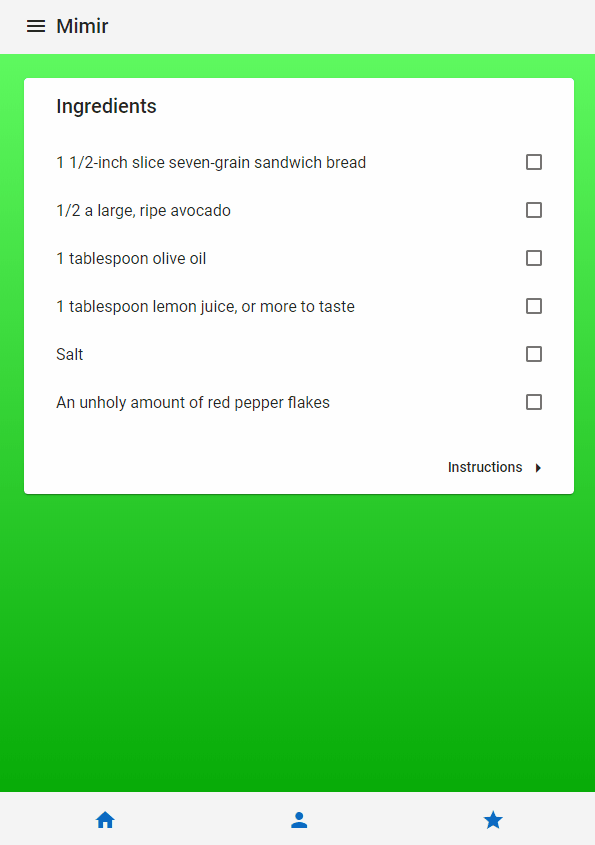 Mimir
Ingredients
1 1/2-inch slice seven-grain sandwich bread
1/2 a large, ripe avocado
1 tablespoon olive oil
1 tablespoon lemon juice, or more to taste
Salt
An unholy amount of red pepper flakes
Instructions